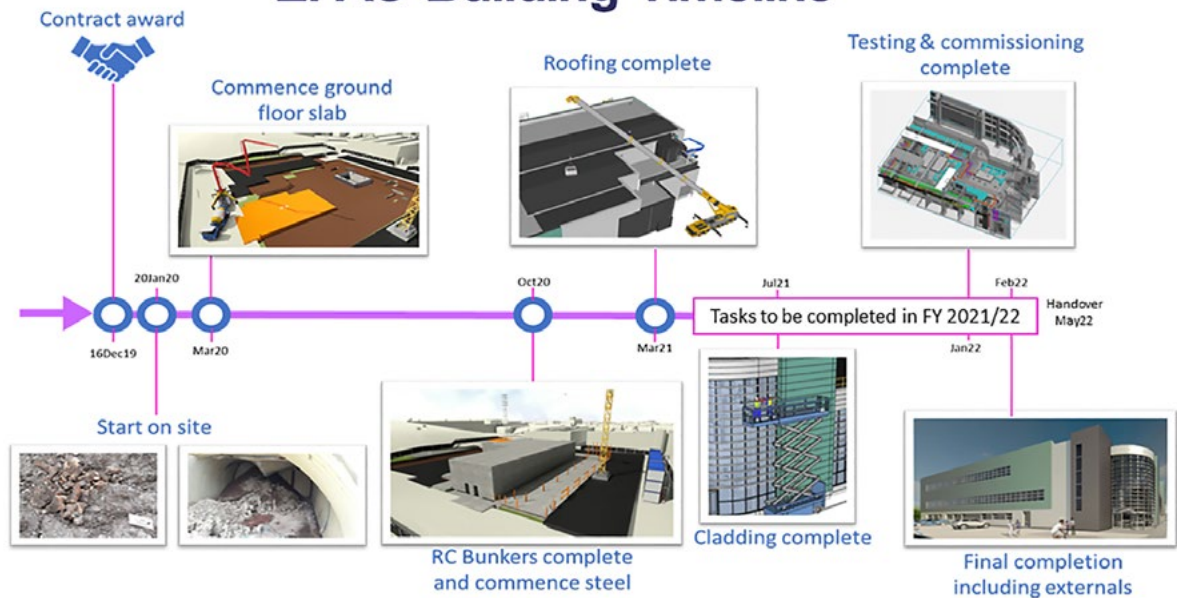 Building Timeline
Contract award
Commence ground
floor slab
Roofing complete
Testing & commissioning
complete
20Jan20
Oct20
Jul21
Feb22
Tasks to be completed in FY 2021/22
Handover
May22
16Dec19
Mar20
Mar21
Jan22
Start on site
RC Bunkers complete
and commence steel
Cladding complete
Final completion
including externals